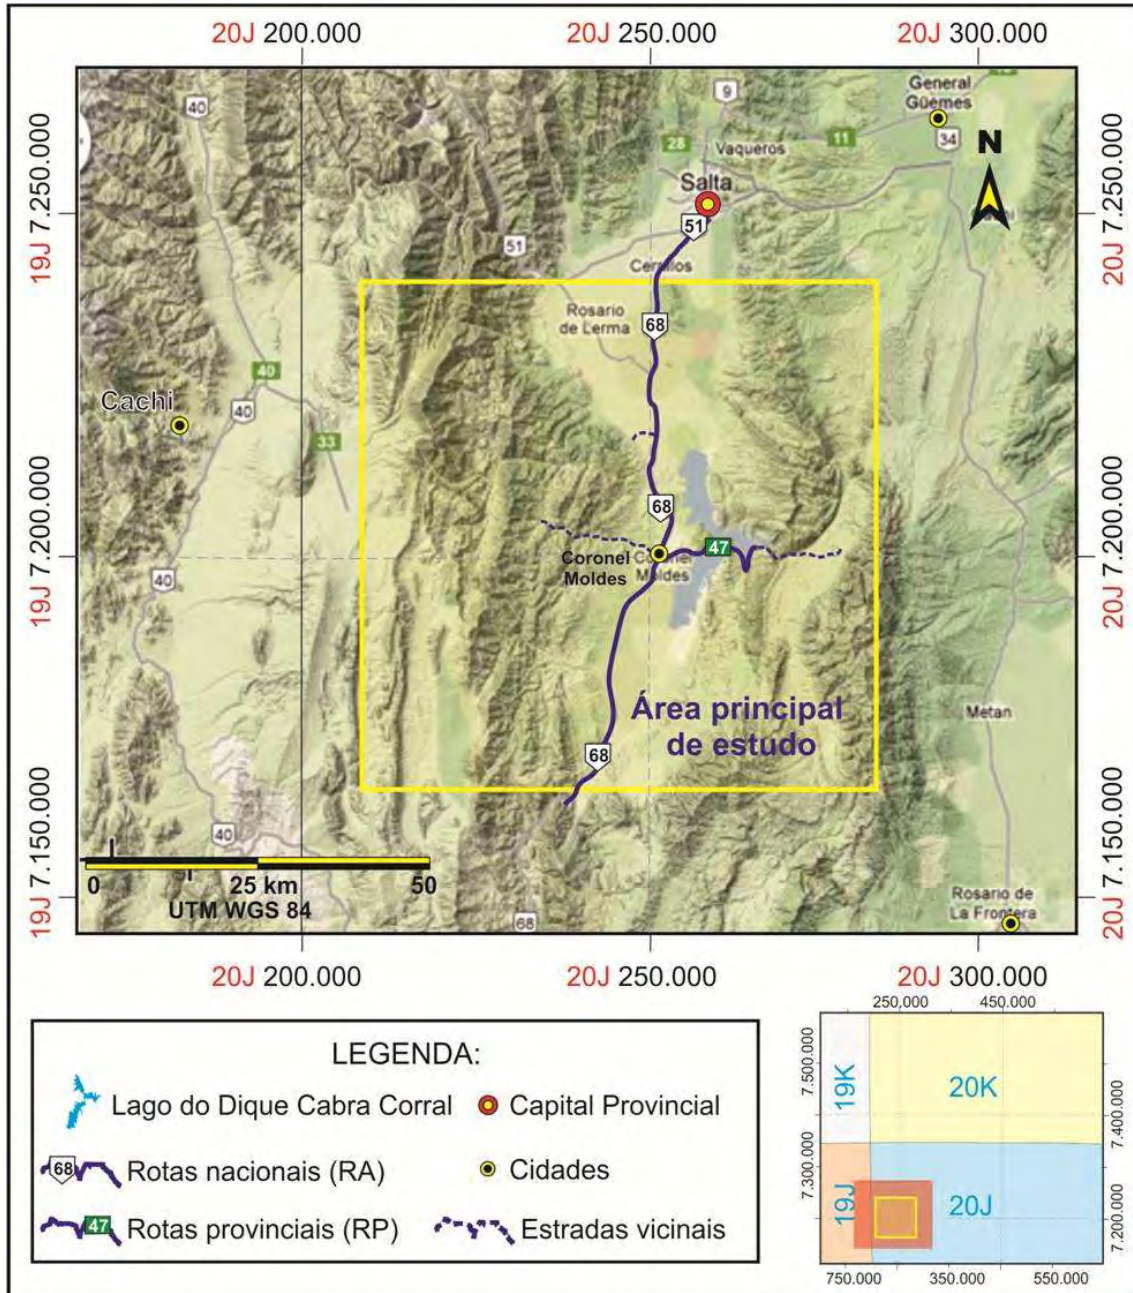 20J 200.000
20J 250.000
20J 300.000
40
40
9
General
Güemes
28
Vaqueros
11
34
N
19J 7.250.000
20J 7.250.000
Salta
51
51
Cerrillos
Rosario
de Lerma
68
40
Cachi
40
33
68
19J 7.200.000
20J 7.200.000
Coronel
Moldes
47
Coronel
Moldes
40
Área principal
de estudo
Metan
68
40
19J 7.150.000
20J 7.150.000
0
25 km
50
UTM WGS 84
Rosario de
La Frontera
68
20J 200.000
20J 250.000
20J 300.000
LEGENDA:
Lago do Dique Cabra Corral
Capital Provincial
68
Rotas nacionais (RA)
Cidades
47
Rotas provinciais (RP)
Estradas vicinais
250.000
450.000
7.500.000
19K
20K
7.400.000
7.300.000
19J
20J
7.200.000
750.000
350.000
550.000